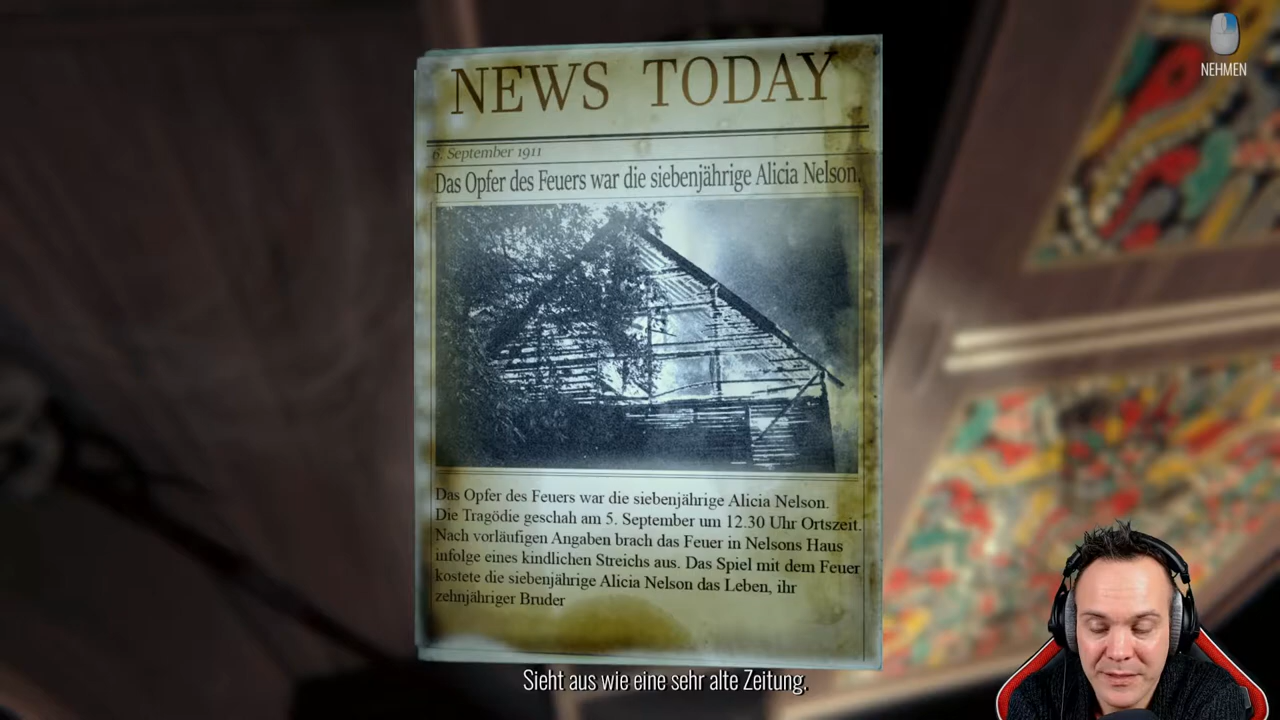 NEHMEN
NEWS TODAY
6. September 1911
Das Opfer des Feuers war die siebenjährige Alicia Nelson.
Das Opfer des Feuers war die siebenjährige Alicia Nelson.
Die Tragödie geschah am 5. September um 12.30 Uhr Ortszeit.
Nach vorläufigen Angaben brach das Feuer in Nelsons Haus
infolge eines kindlichen Streichs aus. Das Spiel mit dem Feuer
kostete die siebenjährige Alicia Nelson das Leben, ihr
zehnjähriger Bruder
Sieht aus wie eine sehr alte Zeitung.